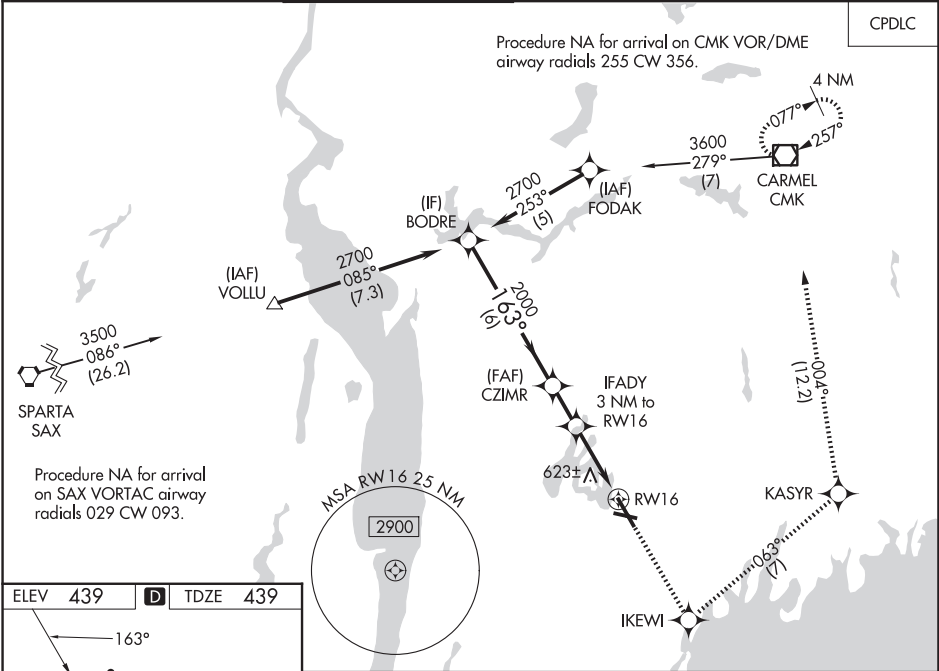 CPDLC
Procedure NA for arrival on CMK VOR/DME
airway radials 255 CW 356.
4 NM
077°
257°
3600
279°
(7)
CARMEL
CMK
2700
253°
(5)
(IAF)
FODAK
(IF)
BODRE
2700
085°
(7.3)
(IAF)
VOLLU
2000
163°
(6)
3500
086°
(26.2)
SPARTA
SAX
(FAF)
CZIMR
IFADY
3 NM to
RW16
004°
(12.2)
623±
RW16
KASYR
Procedure NA for arrival
on SAX VORTAC airway
radials 029 CW 093.
MSA RW16 25 NM
2900
063°
(7)
IKEWI
ELEV 439 D TDZE 439
163°